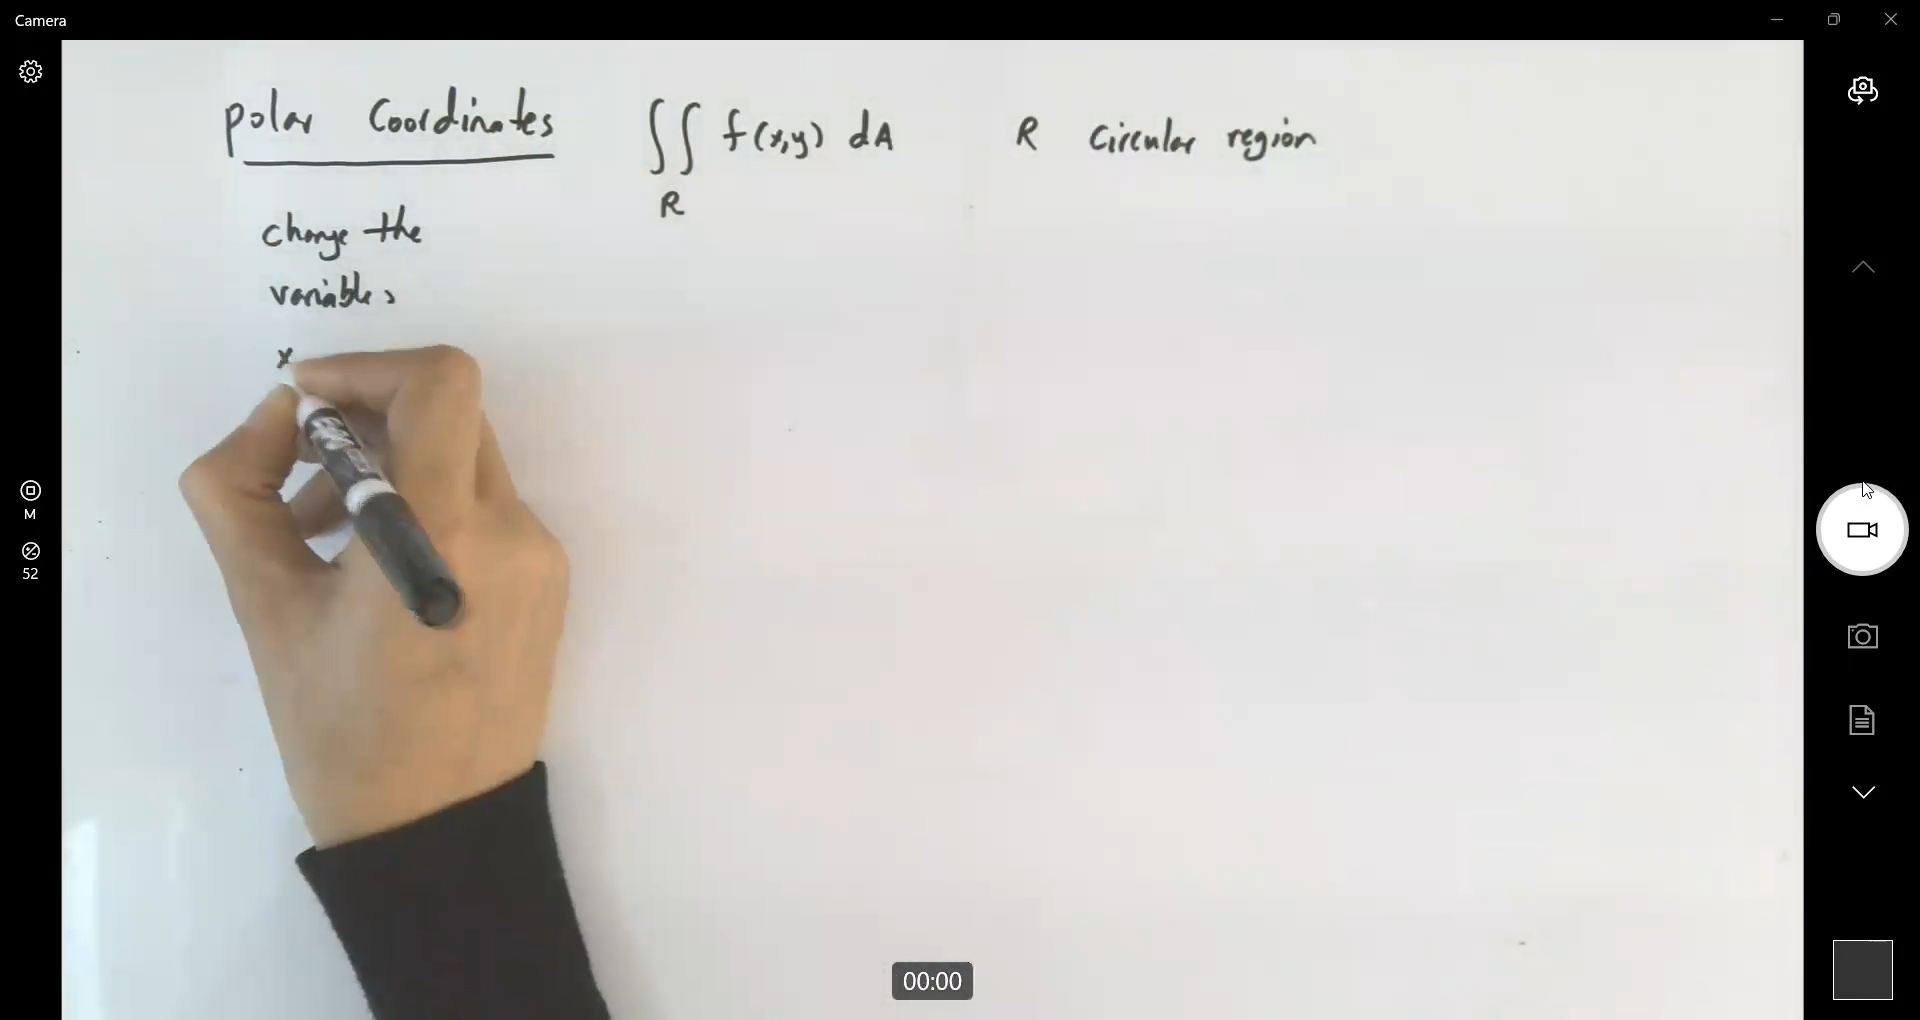 Camera
polar Coordinates ∬ f(x,y) dA R Circular region
R
change the
variables
x
M
52
00:00